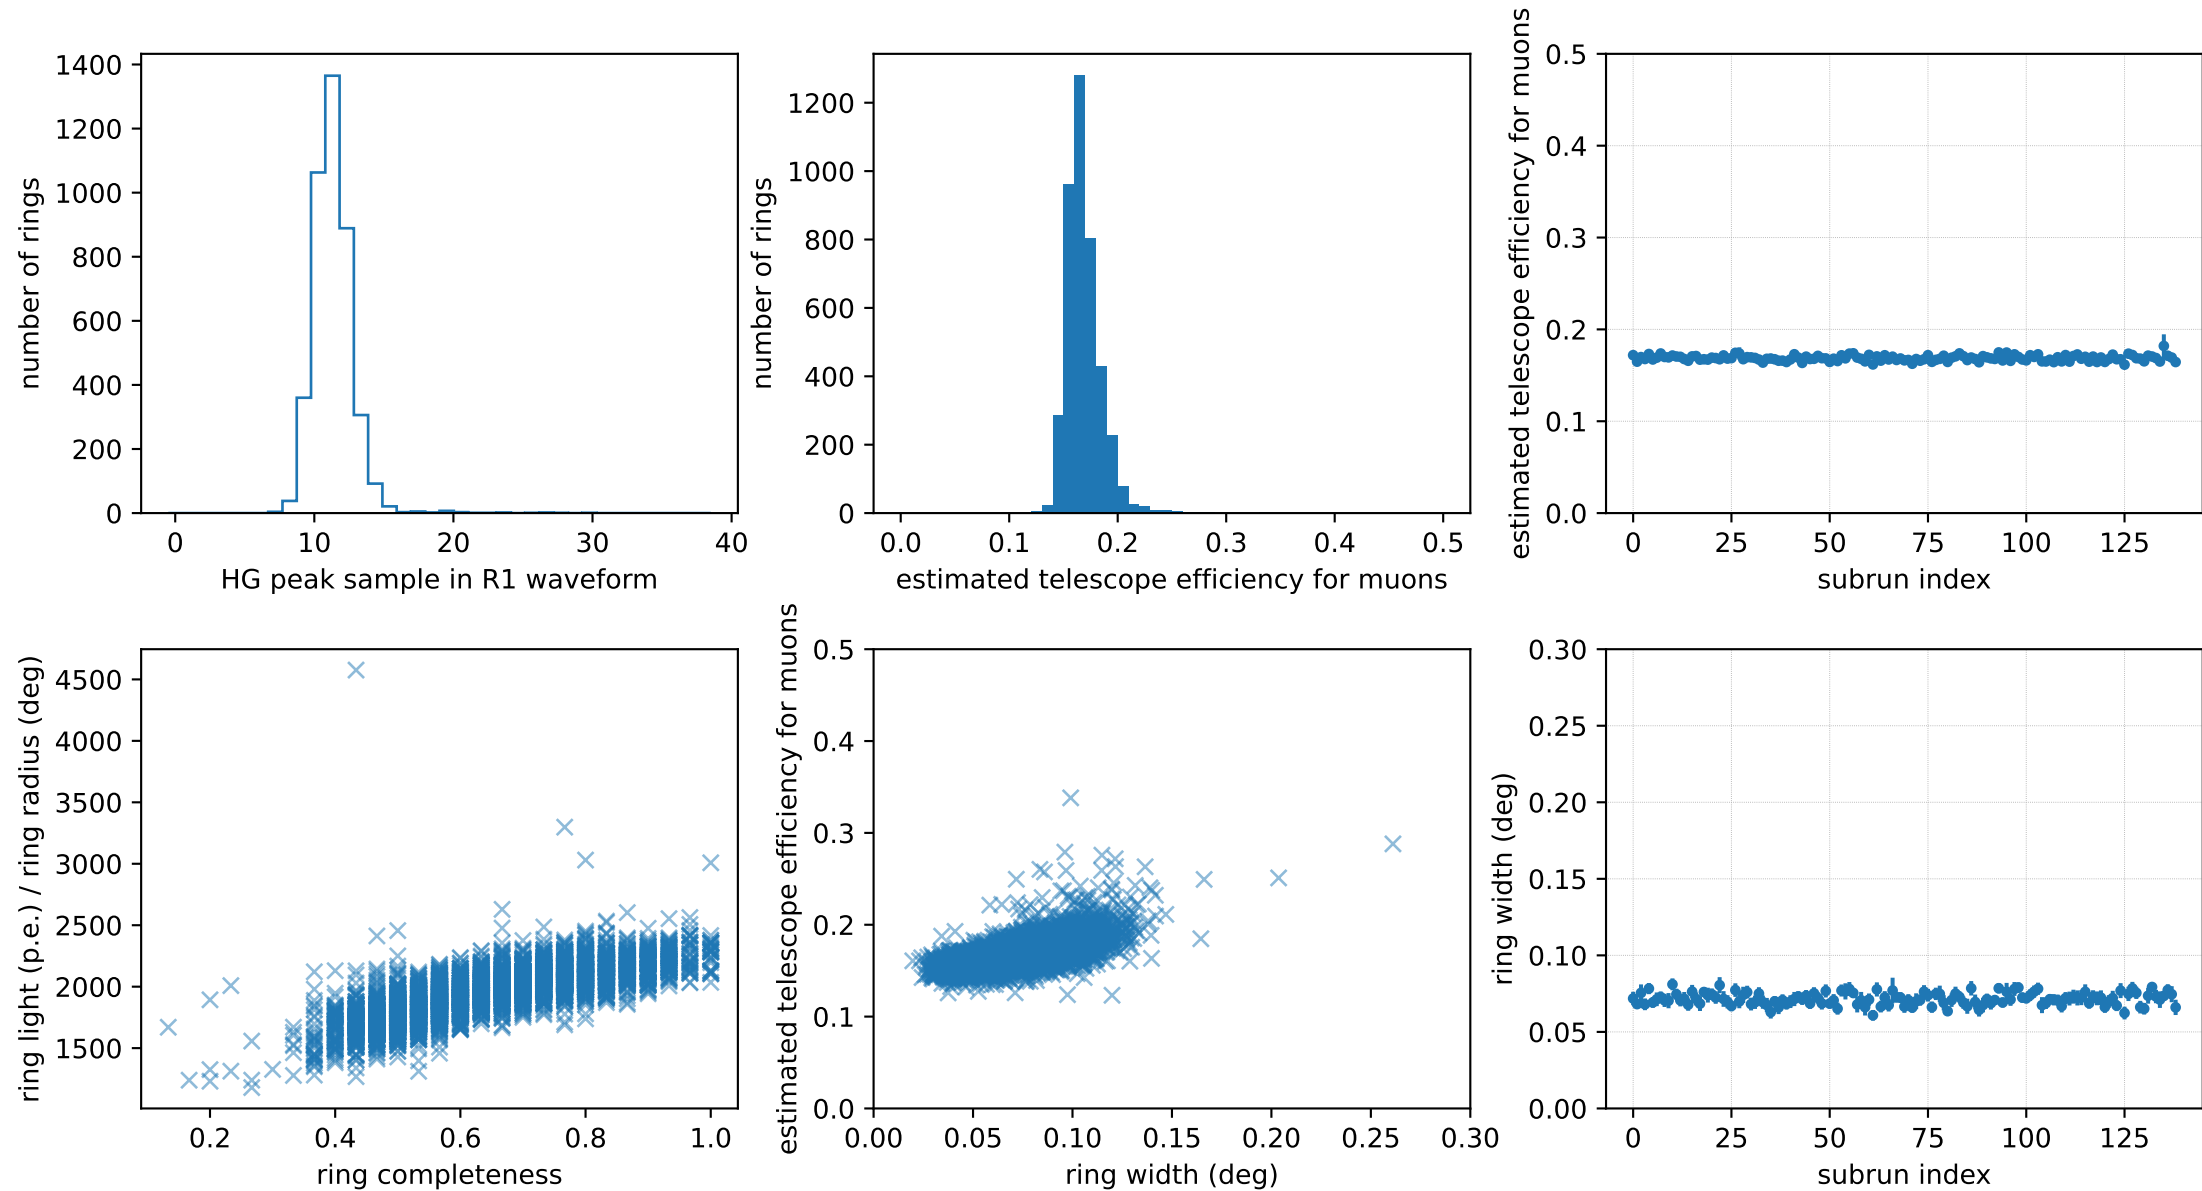 1400
1200
1000
800
600
400
200
0
0 10 20 30 40
number of rings
HG peak sample in R1 waveform
1200
1000
800
600
400
200
0
0.0 0.1 0.2 0.3 0.4 0.5
number of rings
estimated telescope efficiency for muons
0.5
0.4
0.3
0.2
0.1
0.0
0 25 50 75 100 125
estimated telescope efficiency for muons
subrun index
4500
4000
3500
3000
2500
2000
1500
0.2 0.4 0.6 0.8 1.0
ring light (p.e.) / ring radius (deg)
ring completeness
0.5
0.4
0.3
0.2
0.1
0.0
0.00 0.05 0.10 0.15 0.20 0.25 0.30
estimated telescope efficiency for muons
ring width (deg)
0.30
0.25
0.20
0.15
0.10
0.05
0.00
0 25 50 75 100 125
ring width (deg)
subrun index